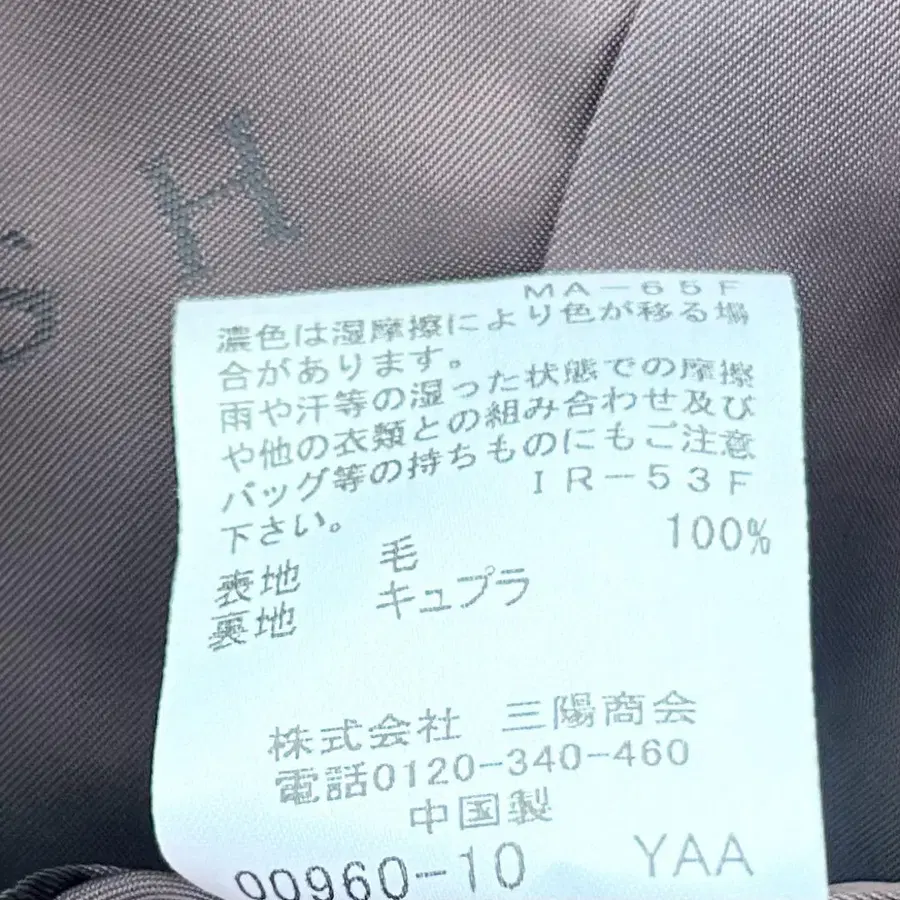 H
MA-65F
濃色は湿摩擦により色が移る場
合があります。
雨や汗等の湿った状態での摩擦
や他の衣類との組み合わせ及び
バッグ等の持ちものにもご注意
下さい。
IR-53F
表地 毛 100%
裏地 キュプラ
株式会社 三陽商会
電話0120-340-460
中国製
90960-10 YAA